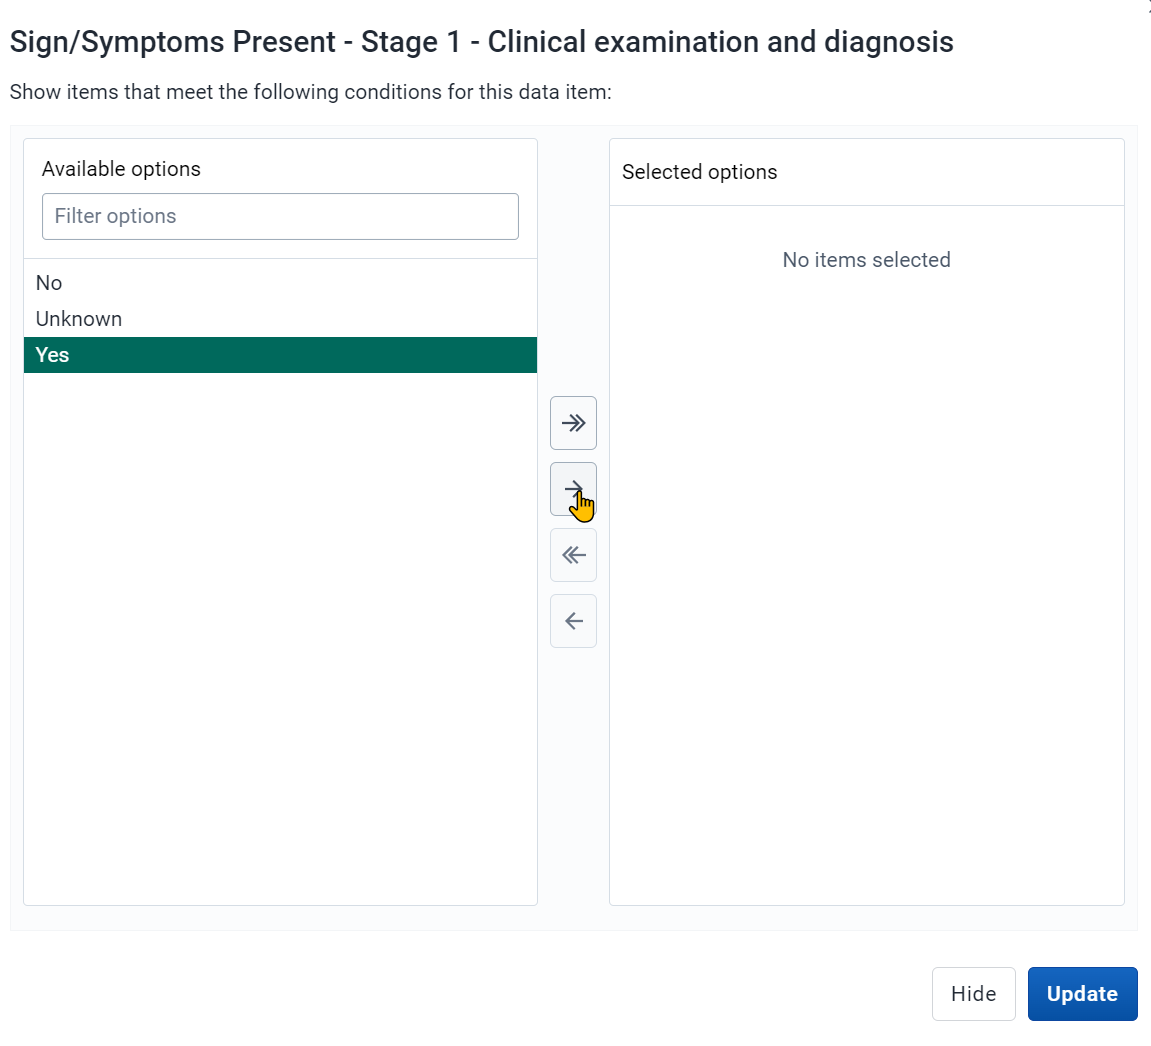 Sign/Symptoms Present - Stage 1 - Clinical examination and diagnosis
Show items that meet the following conditions for this data item:
Available options
Filter options
No
Unknown
Yes
Selected options
No items selected
Hide
Update